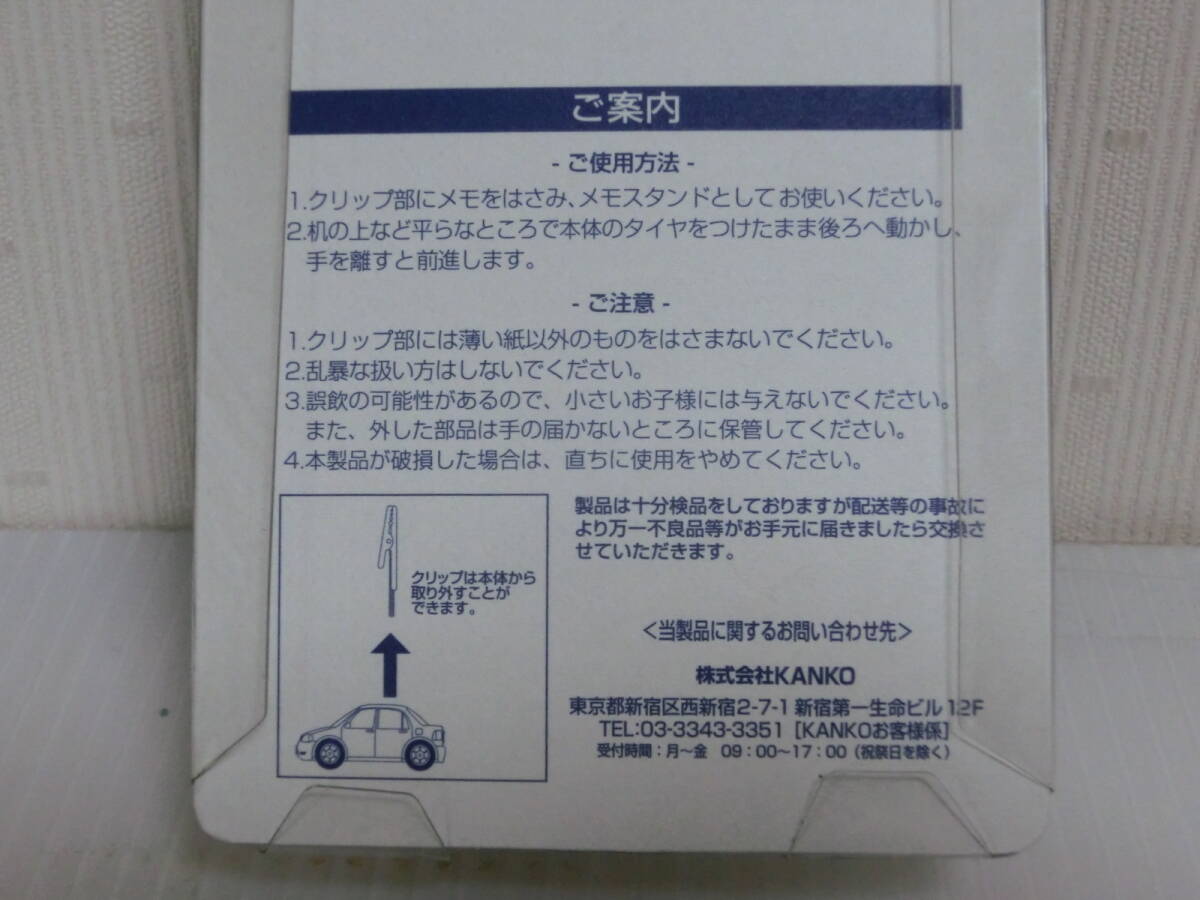 ご案内
- ご使用方法 -
1.クリップ部にメモをはさみ、メモスタンドとしてお使いください。
2.机の上など平らなところで本体のタイヤをつけたまま後ろへ動かし、
手を離すと前進します。
- ご注意 -
1.クリップ部には薄い紙以外のものをはさまないでください。
2.乱暴な扱い方はしないでください。
3.誤飲の可能性があるので、小さいお子様には与えないでください。
また、外した部品は手の届かないところに保管してください。
4.本製品が破損した場合は、直ちに使用をやめてください。
クリップは本体から
取り外すことが
できます。
製品は十分検品をしておりますが配送等の事故に
より万一不良品等がお手元に届きましたら交換さ
せていただきます。
＜当製品に関するお問い合わせ先＞
株式会社KANKO
東京都新宿区西新宿2-7-1 新宿第一生命ビル12F
TEL:03-3343-3351 [KANKOお客様係]
受付時間：月～金 09：00～17：00（祝祭日を除く）